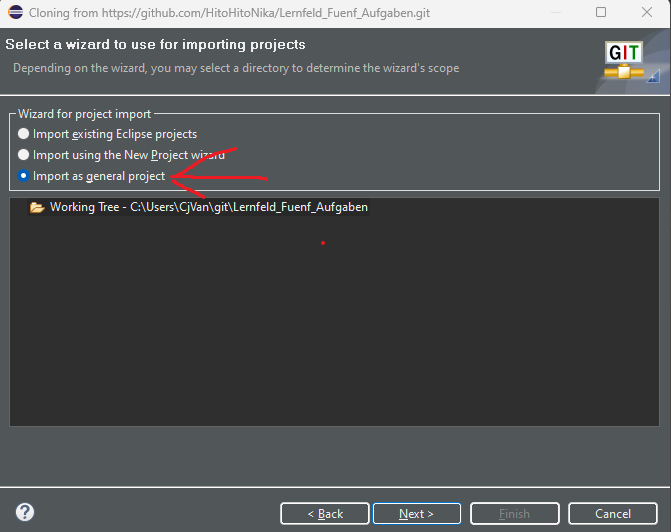 Cloning from https://github.com/HitoHitoNika/Lernfeld_Fuenf_Aufgaben.git
Select a wizard to use for importing projects
Depending on the wizard, you may select a directory to determine the wizard's scope
GIT
Wizard for project import
Import existing Eclipse projects
Import using the New Project wizard
Import as general project
Working Tree - C:\Users\CjVan\git\Lernfeld_Fuenf_Aufgaben
?
< Back
Next >
Finish
Cancel